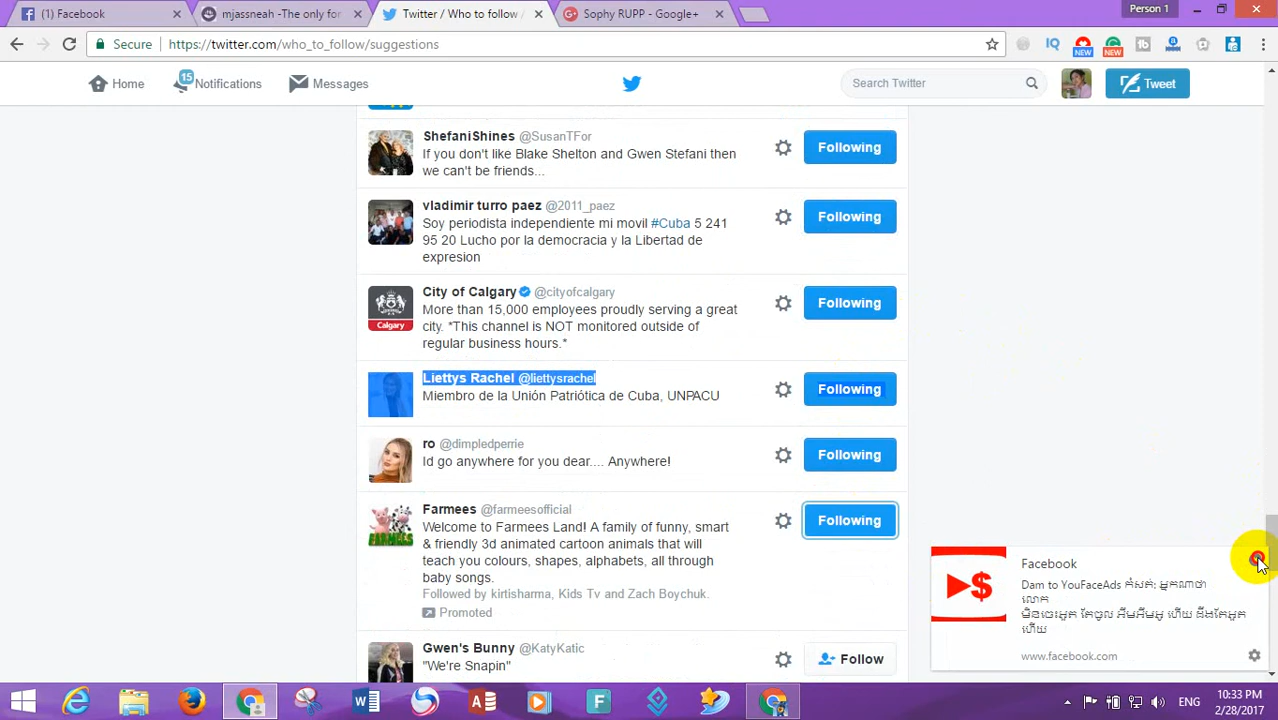 (1) Facebook
mjassneah -The only for
Twitter / Who to follow /
Sophy RUPP - Google+
Person 1
Secure
https://twitter.com/who_to_follow/suggestions
NEW
NEW
Home
15
Notifications
Messages
Search Twitter
Tweet
ShefaniShines @SusanTFor
If you don't like Blake Shelton and Gwen Stefani then
we can't be friends...
Following
vladimir turro paez @2011_paez
Soy periodista independiente mi movil #Cuba 5 241
95 20 Lucho por la democracia y la Libertad de
expresion
Following
City of Calgary @cityofcalgary
More than 15,000 employees proudly serving a great
city. *This channel is NOT monitored outside of
regular business hours.*
Following
Calgary
Liettys Rachel @liettysrachel
Miembro de la Unión Patriótica de Cuba, UNPACU
Following
ro @dimpledperrie
Id go anywhere for you dear.... Anywhere!
Following
Farmees @farmeesofficial
Welcome to Farmees Land! A family of funny, smart
& friendly 3d animated cartoon animals that will
teach you colours, shapes, alphabets, all through
baby songs.
Followed by kirtisharma, Kids Tv and Zach Boychuk.
Promoted
Following
FARMEES
Gwen's Bunny @KatyKatic
"We're Snapin"
Follow
Facebook
Dam to YouFaceAds
លោក
ហើយ
www.facebook.com
ENG
10:33 PM
2/28/2017